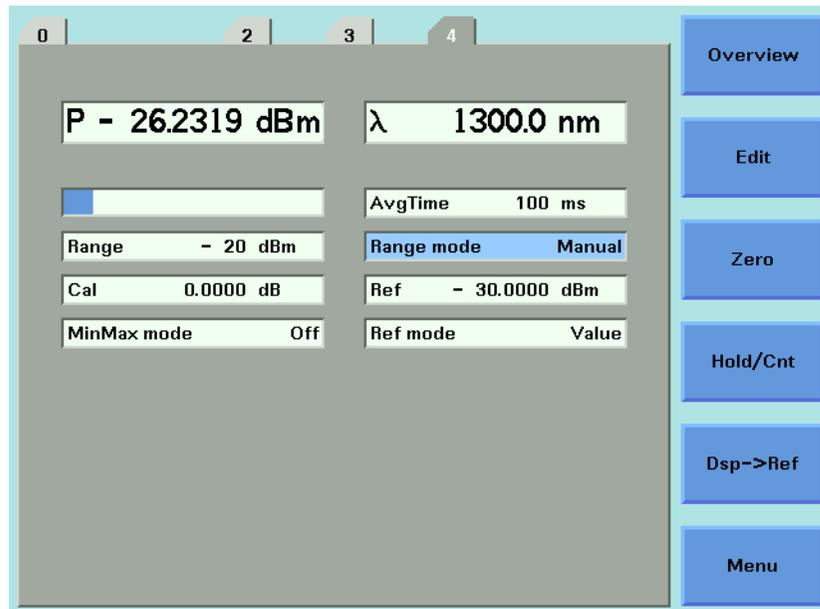 0 2 3 4
P - 26.2319 dBm λ 1300.0 nm
AvgTime 100 ms
Range - 20 dBm Range mode Manual
Cal 0.0000 dB Ref - 30.0000 dBm
MinMax mode Off Ref mode Value
Overview
Edit
Zero
Hold/Cnt
Dsp->Ref
Menu